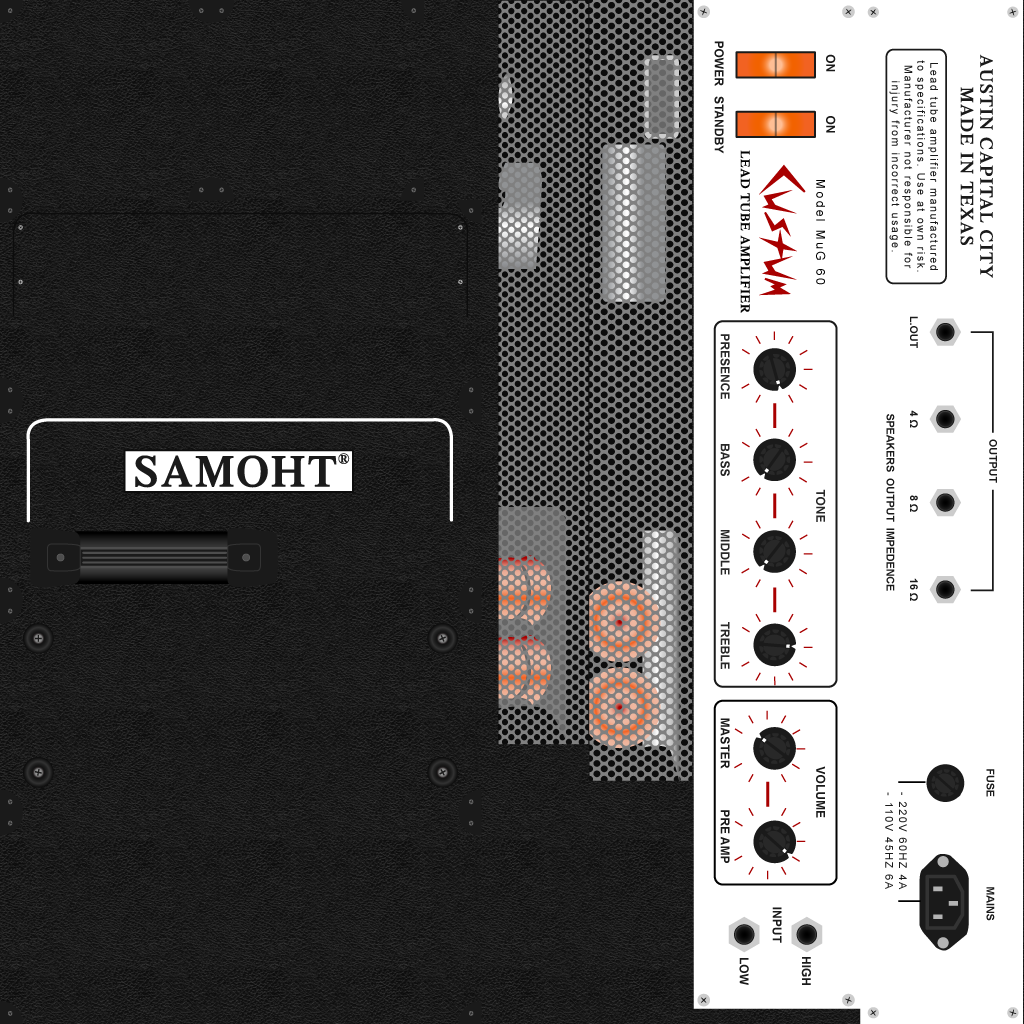 SAMOHT®
POWER
ON
STANDBY
ON
LEAD TUBE AMPLIFIER
CUSTUM
Model MuG 60
PRESENCE
BASS
MIDDLE
TREBLE
TONE
MASTER
PRE AMP
VOLUME
INPUT
LOW
HIGH
AUSTIN CAPITAL CITY
MADE IN TEXAS
Lead tube amplifier manufactured
to specifications. Use at own risk.
Manufacturer not responsible for
injury from incorrect usage.
L.OUT
4 Ω
8 Ω
16 Ω
OUTPUT
SPEAKERS OUTPUT IMPEDENCE
FUSE
- 220V 60HZ 4A
- 110V 45HZ 6A
MAINS